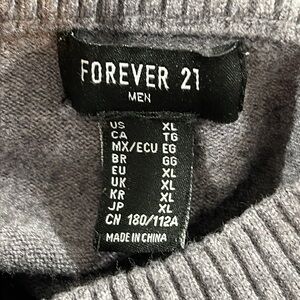 FOREVER 21
MEN
US XL
CA TG
MX/ECU EG
BR GG
EU XL
UK XL
KR XL
JP XL
CN 180/112A
MADE IN CHINA